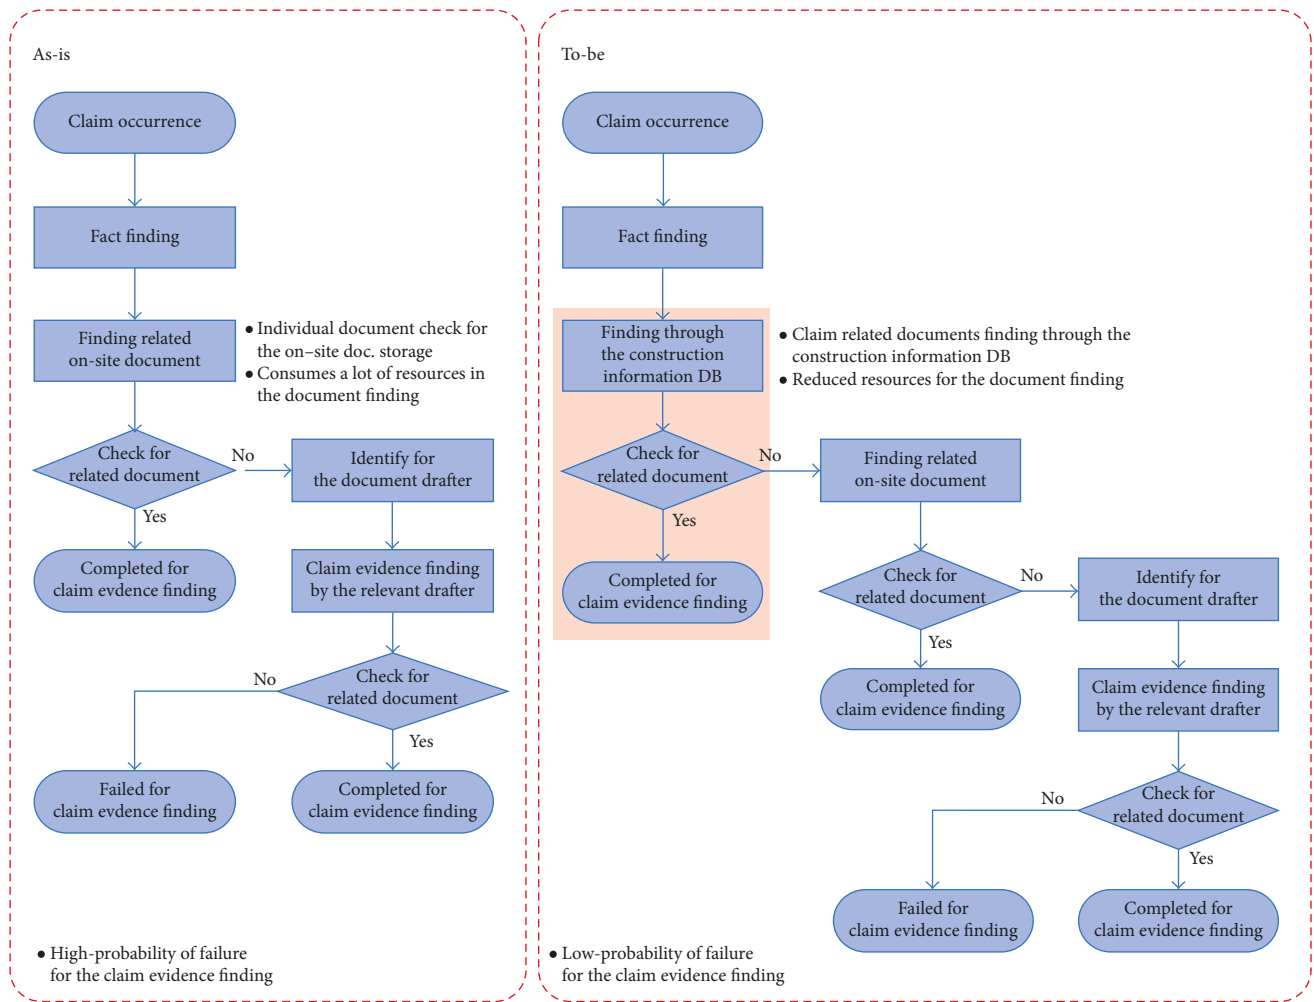 As-is
Claim occurrence
Fact finding
Finding related
on-site document
● Individual document check for
the on–site doc. storage
● Consumes a lot of resources in
the document finding
Check for
related document
No
Yes
Identify for
the document drafter
Completed for
claim evdence finding
Claim evidence finding
by the relevant drafter
Check for
related document
No
Yes
Failed for
claim evdence finding
Completed for
claim evidence finding
● High-probability of failure
for the claim evidence finding
To-be
Claim occurrence
Fact finding
Finding through
the construction
information DB
● Claim related documents finding through the
construction information DB
● Reduced resources for the document finding
Check for
related document
No
Yes
Completed for
claim evidence finding
Finding related
on-site document
Check for
related document
No
Yes
Completed for
claim evidence finding
Identify for
the document drafter
Claim evidence finding
by the relevant drafter
Check for
related document
No
Yes
Failed for
claim evidence finding
Completed for
claim evidence finding
● Low-probability of failure
for the claim evidence finding